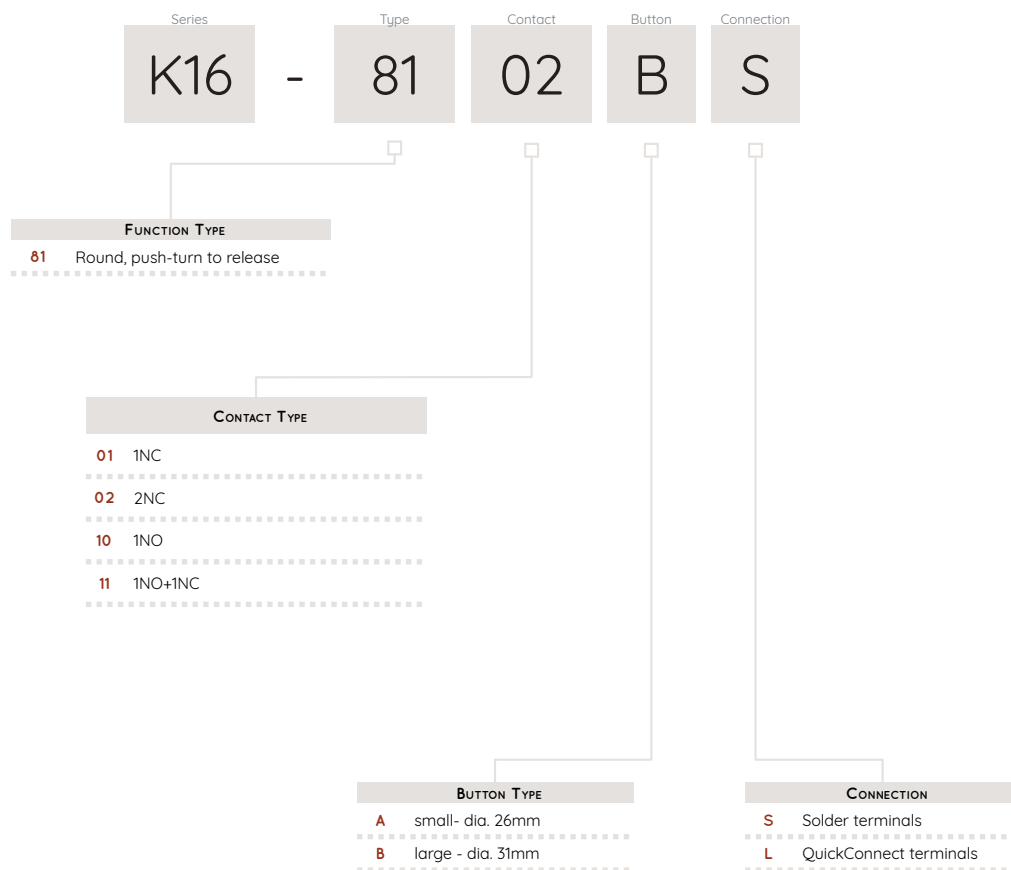 Series Type Contact Button Connection
K16 - 81 02 B S
Function Type
81 Round, push-turn to release
Contact Type
01 1NC
02 2NC
10 1NO
11 1NO+1NC
Button Type
A small- dia. 26mm
B large - dia. 31mm
Connection
S Solder terminals
L QuickConnect terminals